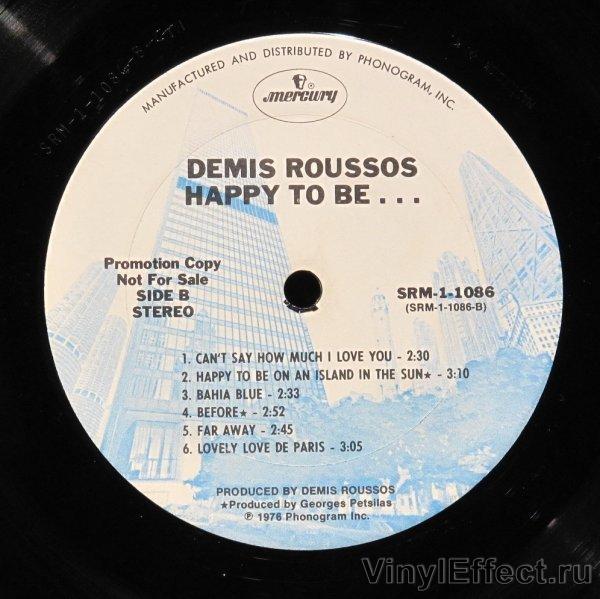 MANUFACTURED AND DISTRIBUTED BY PHONOGRAM, INC.
mercury
DEMIS ROUSSOS
HAPPY TO BE . . .
Promotion Copy
Not For Sale
SIDE B
STEREO
SRM-1-1086
(SRM-1-1086-B)
1. CAN'T SAY HOW MUCH I LOVE YOU - 2:30
2. HAPPY TO BE ON AN ISLAND IN THE SUN★ - 3:10
3. BAHIA BLUE - 2:33
4. BEFORE★ - 2:52
5. FAR AWAY - 2:45
6. LOVELY LOVE DE PARIS - 3:05
PRODUCED BY DEMIS ROUSSOS
★Produced by Georges Petsilas
℗ 1976 Phonogram Inc.
VinylEffect.ru